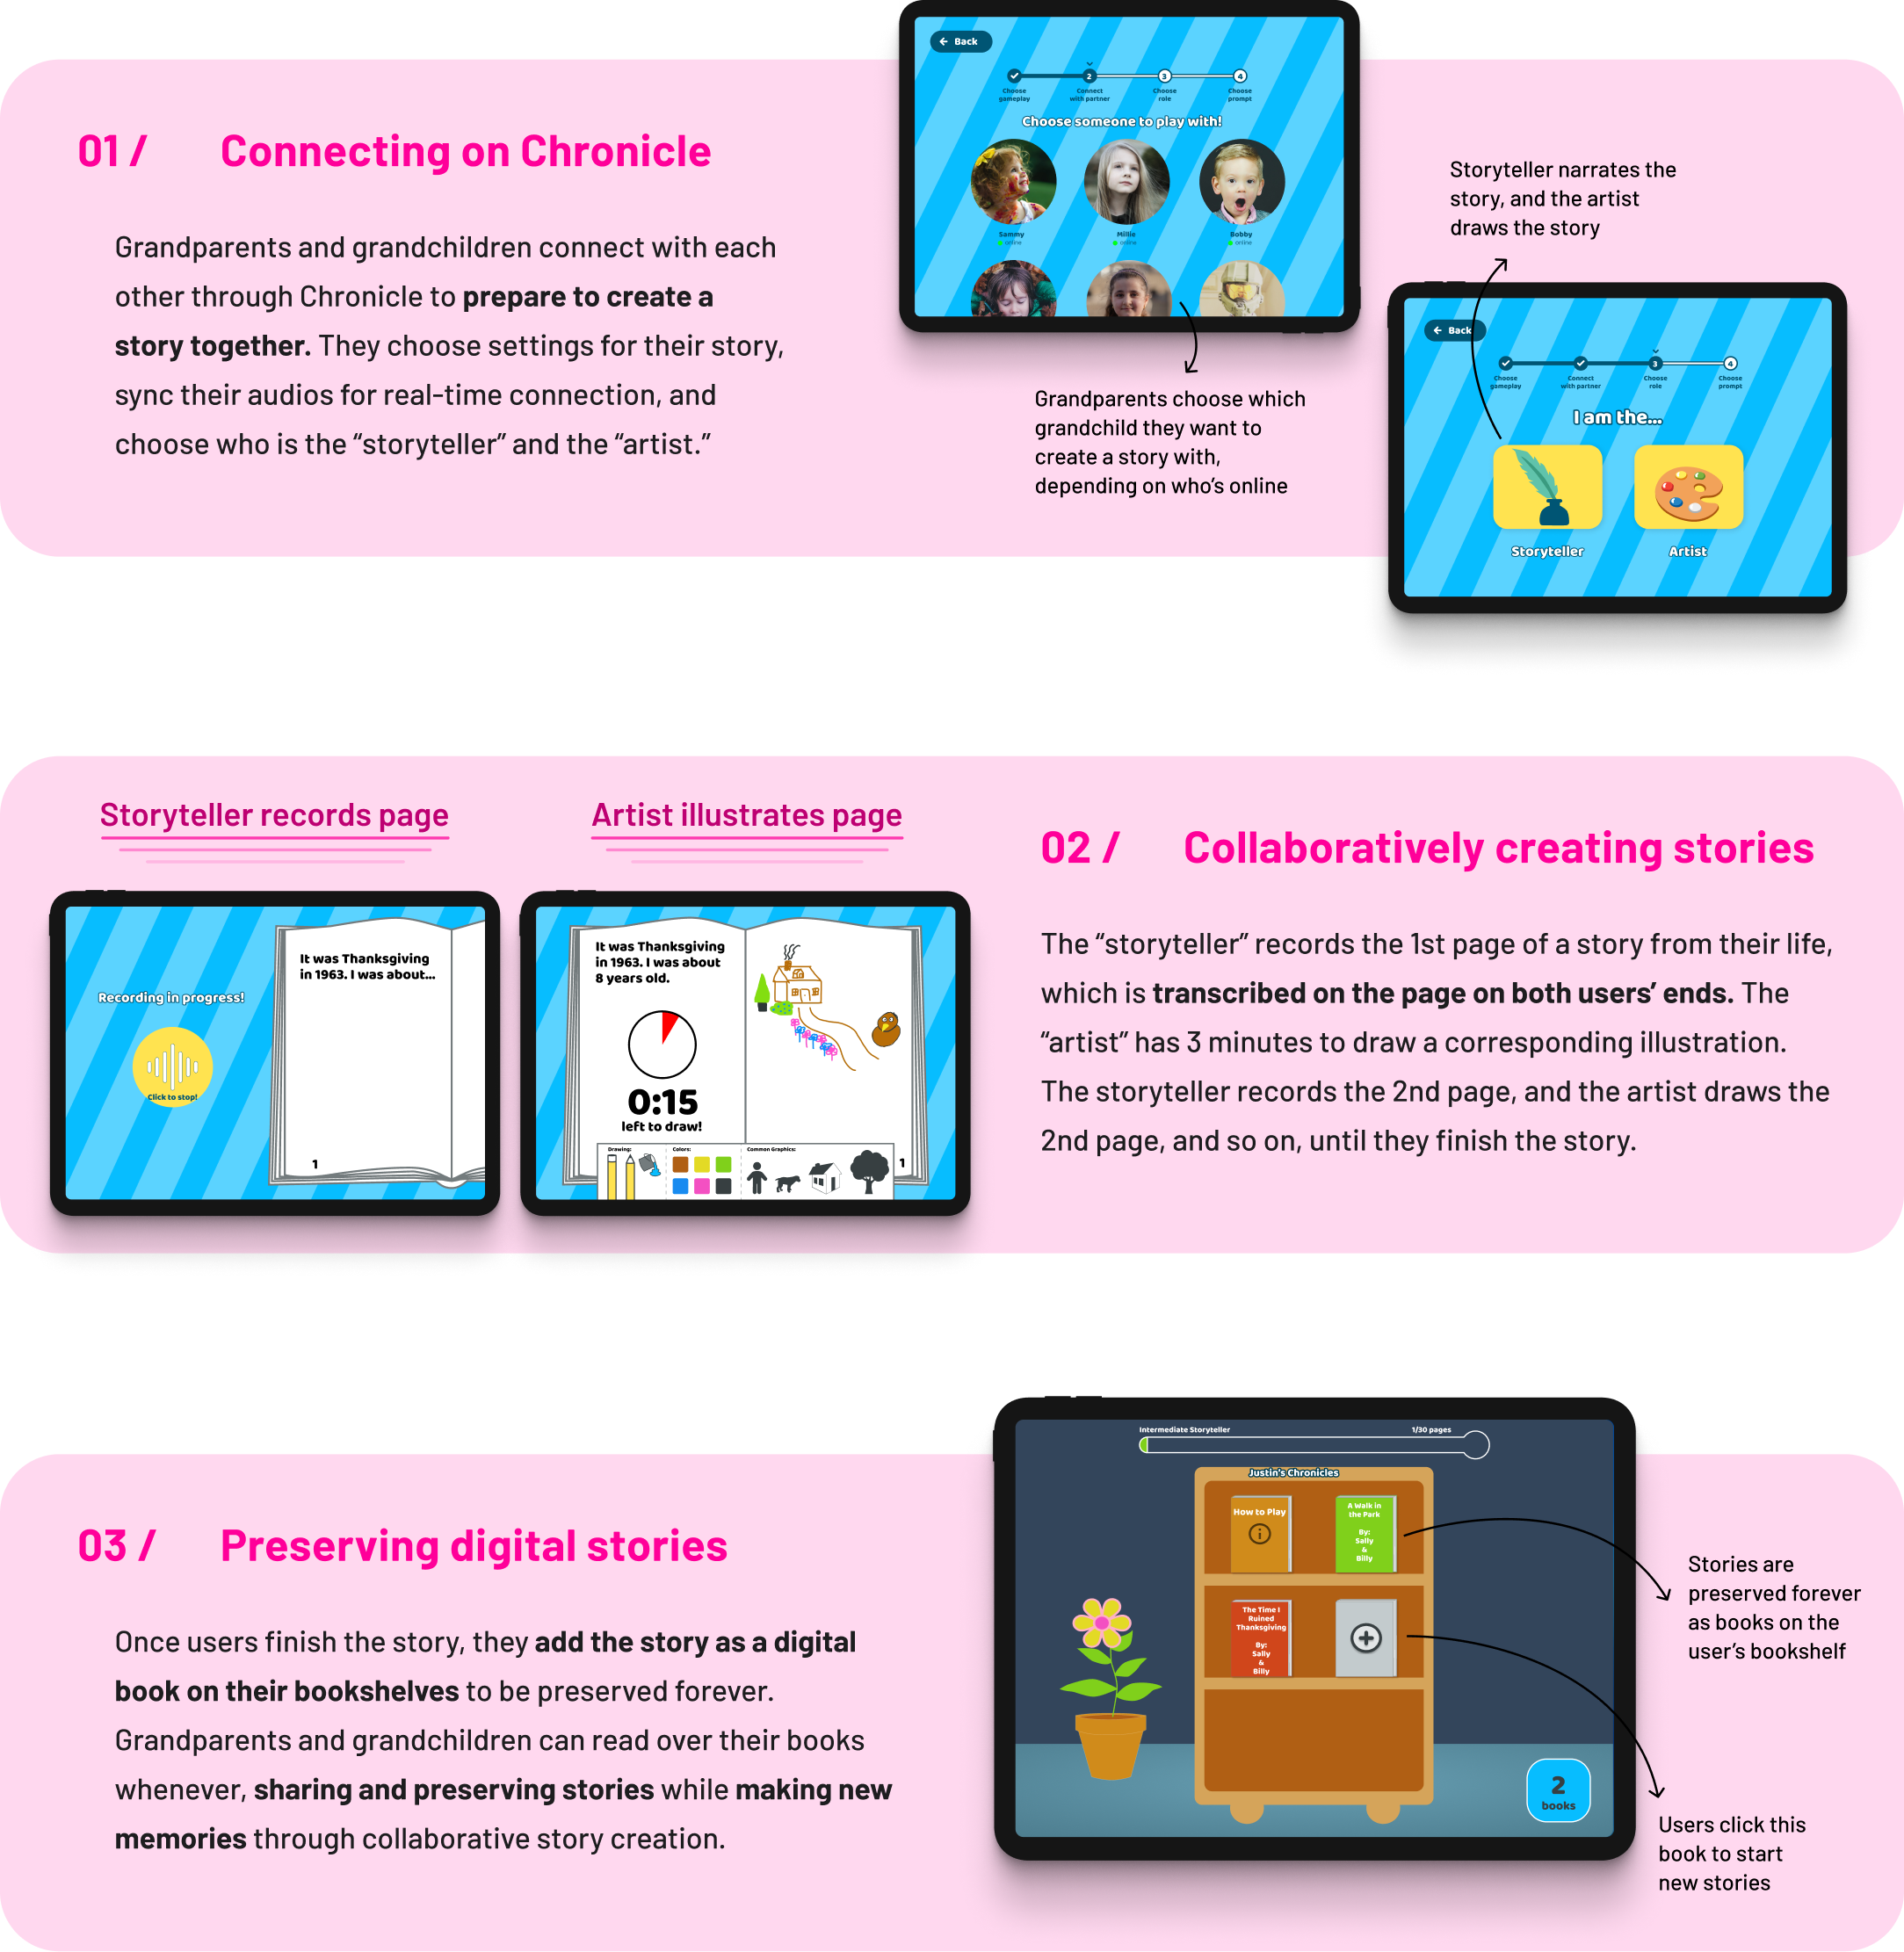 01 /
Connecting on Chronicle
Grandparents and grandchildren connect with each
other through Chronicle to prepare to create a
story together. They choose settings for their story,
sync their audios for real-time connection, and
choose who is the “storyteller” and the “artist.”
Back
2
3
4
Choose
gameplay
Connect
with partner
Choose
role
Choose
prompt
Choose someone to play with!
Sammy
online
Millie
online
Bobby
online
Grandparents choose which
grandchild they want to
create a story with,
depending on who’s online
Storyteller narrates the
story, and the artist
draws the story
Back
3
4
Choose
gameplay
Connect
with partner
Choose
role
Choose
prompt
I am the...
Storyteller
Artist
Storyteller records page
Recording in progress!
Click to stop!
It was Thanksgiving
in 1963. I was about...
1
Artist illustrates page
It was Thanksgiving
in 1963. I was about
8 years old.
0:15
left to draw!
Drawing:
Colors:
Common Graphics:
1
02 /
Collaboratively creating stories
The “storyteller” records the 1st page of a story from their life,
which is transcribed on the page on both users’ ends. The
“artist” has 3 minutes to draw a corresponding illustration.
The storyteller records the 2nd page, and the artist draws the
2nd page, and so on, until they finish the story.
03 /
Preserving digital stories
Once users finish the story, they add the story as a digital
book on their bookshelves to be preserved forever.
Grandparents and grandchildren can read over their books
whenever, sharing and preserving stories while making new
memories through collaborative story creation.
Intermediate Storyteller
1/30 pages
Justin's Chronicles
How to Play
A Walk in
the Park
By:
Sally
&
Billy
The Time I
Ruined
Thanksgiving
By:
Sally
&
Billy
2
books
Stories are
preserved forever
as books on the
user’s bookshelf
Users click this
book to start
new stories